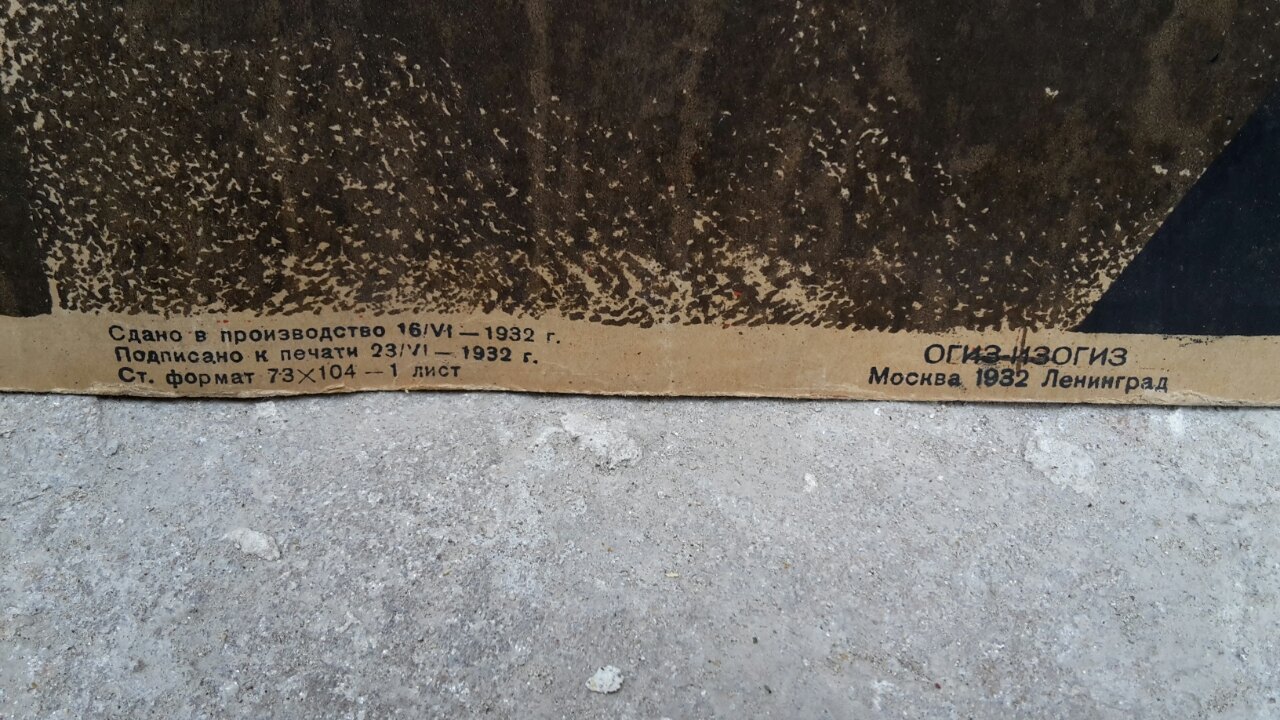 Сдано в производство 16/VI — 1932 г.
Подписано к печати 23/VI — 1932 г.
Ст. формат 73×104 — 1 лист
ОГИЗ-ИЗОГИЗ
Москва 1932 Ленинград